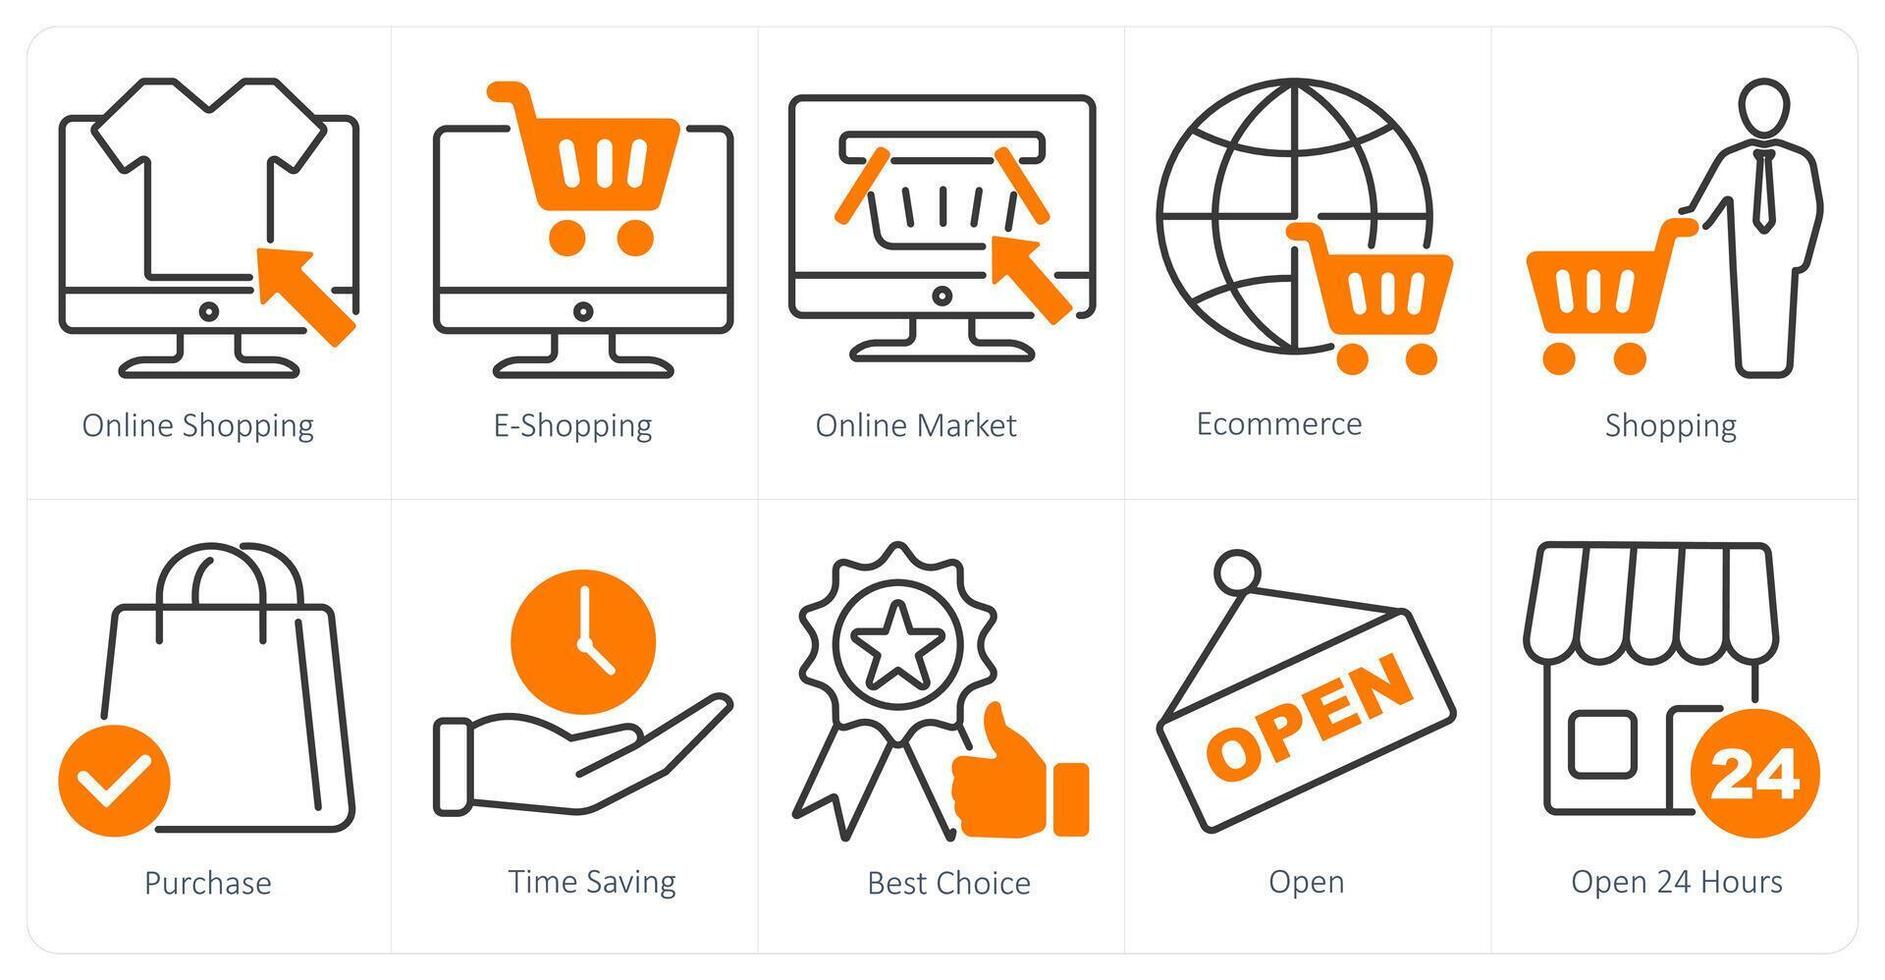 Online Shopping
E-Shopping
Online Market
Ecommerce
Shopping
OPEN
24
Purchase
Time Saving
Best Choice
Open
Open 24 Hours